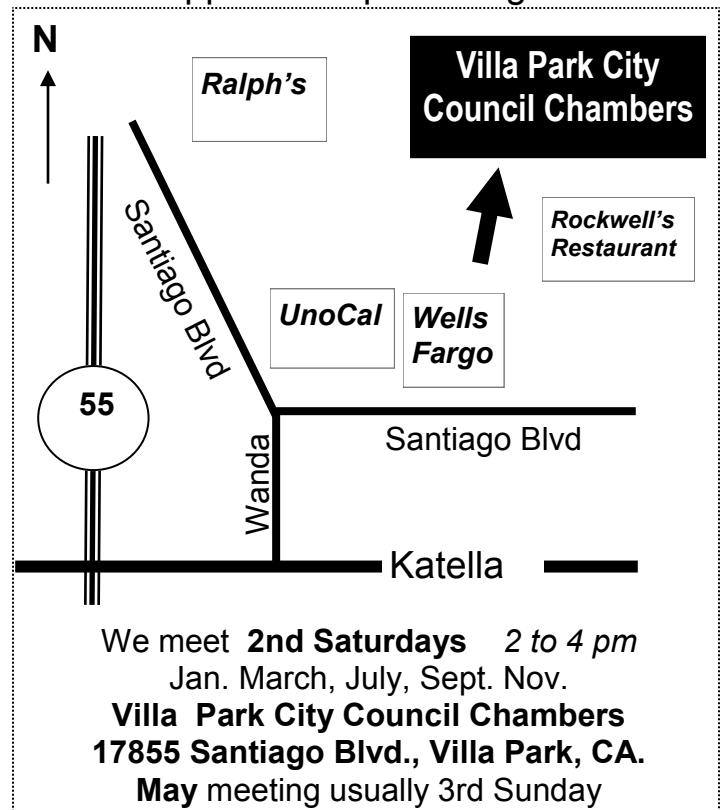 N
Ralph's
Villa Park City
Council Chambers
Rockwell's
Restaurant
Santiago Blvd
UnoCal
Wells
Fargo
55
Santiago Blvd
Wanda
Katella
We meet 2nd Saturdays 2 to 4 pm
Jan. March, July, Sept. Nov.
Villa Park City Council Chambers
17855 Santiago Blvd., Villa Park, CA.
May meeting usually 3rd Sunday